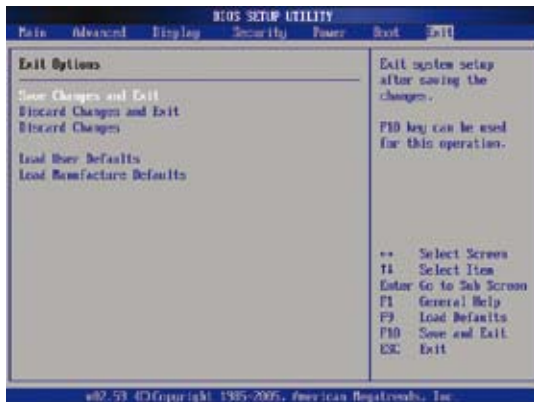 BIOS SETUP UTILITY
Main Advanced Display Security Power Boot Exit
Exit Options
Save Changes and Exit
Discard Changes and Exit
Discard Changes
Load User Defaults
Load Manufacture Defaults
Exit system setup
after saving the
changes.
F10 key can be used
for this operation.
↔ Select Screen
↑↓ Select Item
Enter Go to Sub Screen
F1 General Help
F9 Load Defaults
F10 Save and Exit
ESC Exit
v02.59 (C)Copyright 1985-2005, American Megatrends, Inc.